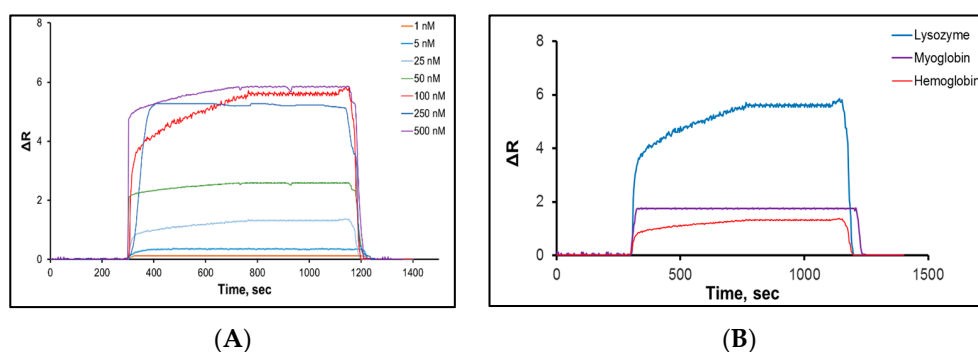 8
6
4
2
0
ΔR
0 200 400 600 800 1000 1200 1400
Time, sec
1 nM
5 nM
25 nM
50 nM
100 nM
250 nM
500 nM
(A)
8
6
4
2
0
ΔR
0 500 1000 1500
Time, sec
Lysozyme
Myoglobin
Hemoglobin
(B)